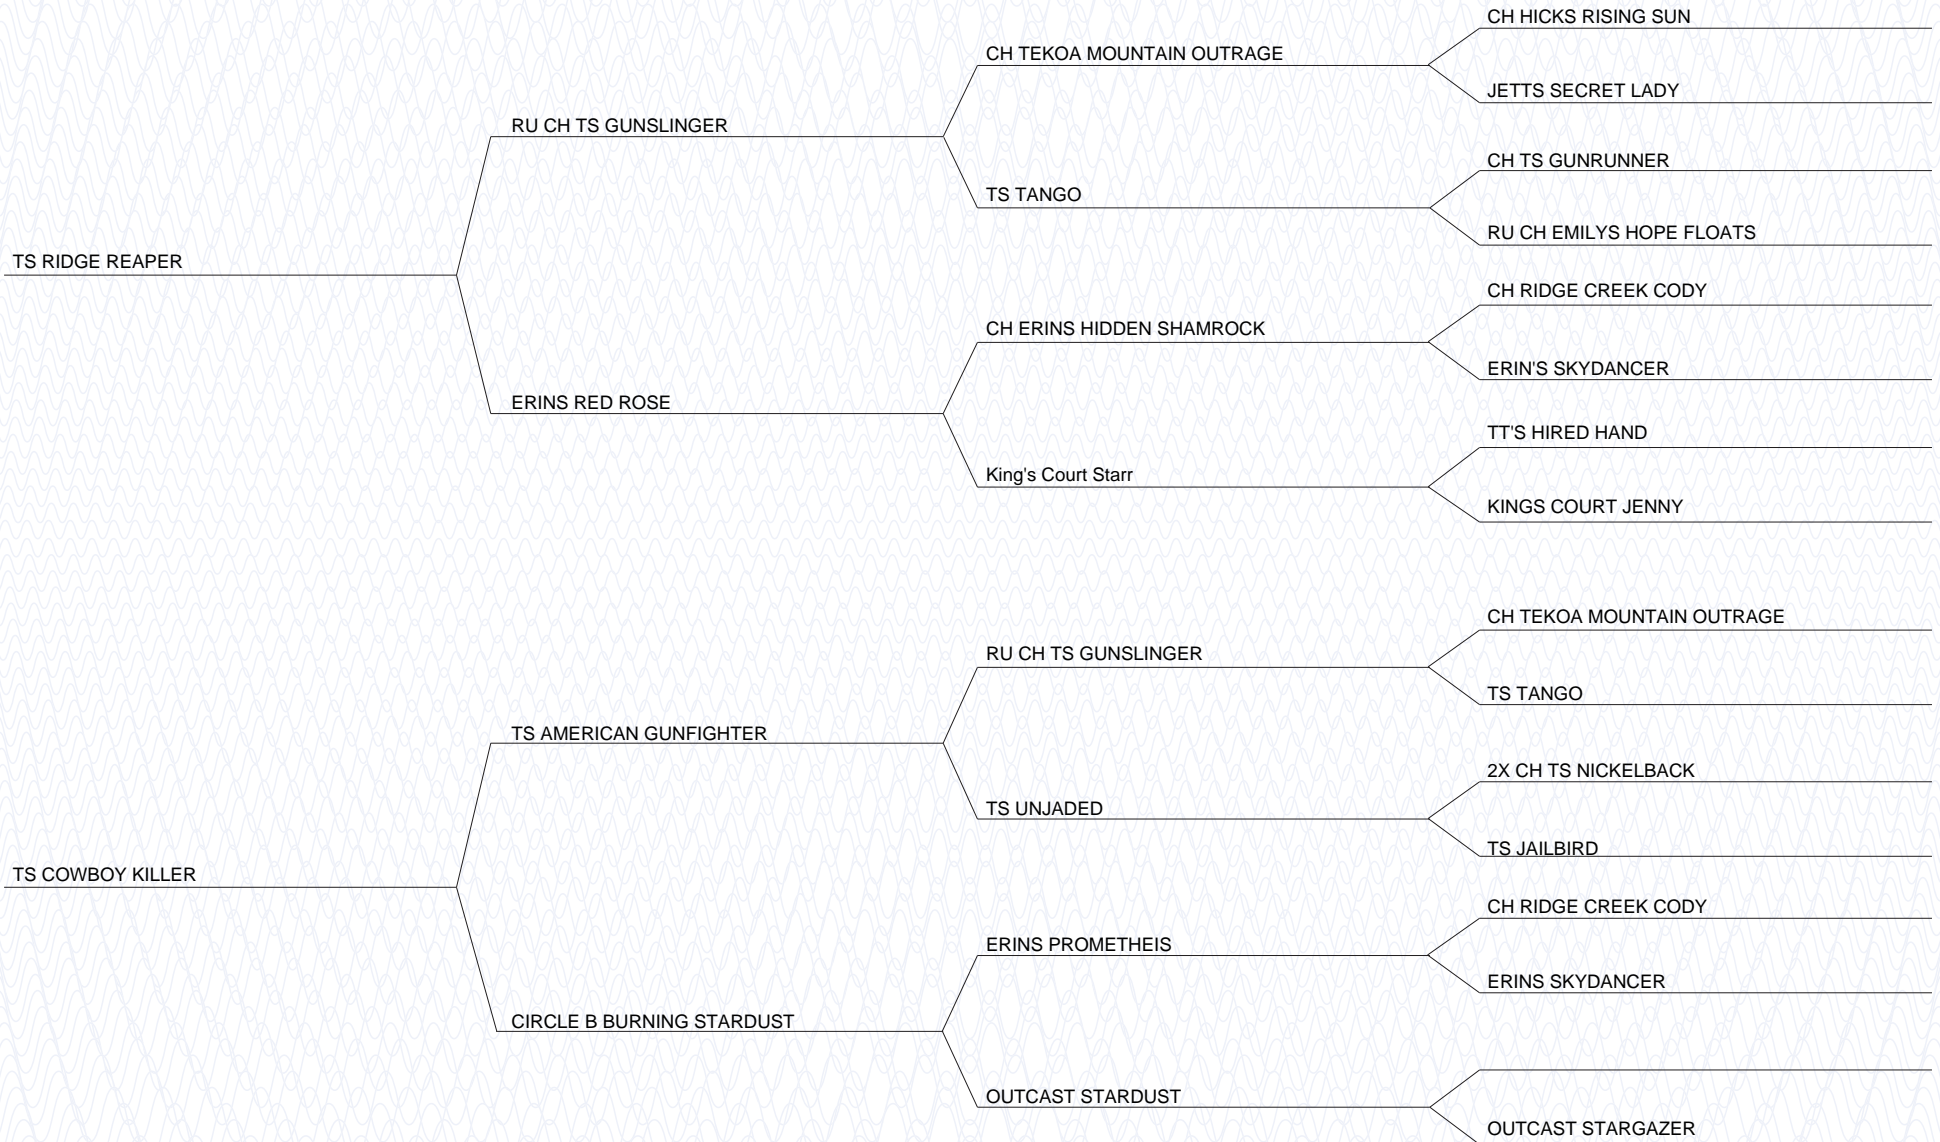 CH HICKS RISING SUN
CH TEKOA MOUNTAIN OUTRAGE
JETTS SECRET LADY
RU CH TS GUNSLINGER
CH TS GUNRUNNER
TS TANGO
RU CH EMILYS HOPE FLOATS
TS RIDGE REAPER
CH RIDGE CREEK CODY
CH ERINS HIDDEN SHAMROCK
ERIN'S SKYDANCER
ERINS RED ROSE
TT'S HIRED HAND
King's Court Starr
KINGS COURT JENNY
CH TEKOA MOUNTAIN OUTRAGE
RU CH TS GUNSLINGER
TS TANGO
TS AMERICAN GUNFIGHTER
2X CH TS NICKELBACK
TS UNJADED
TS JAILBIRD
TS COWBOY KILLER
CH RIDGE CREEK CODY
ERINS PROMETHEIS
ERINS SKYDANCER
CIRCLE B BURNING STARDUST
OUTCAST STARDUST
OUTCAST STARGAZER